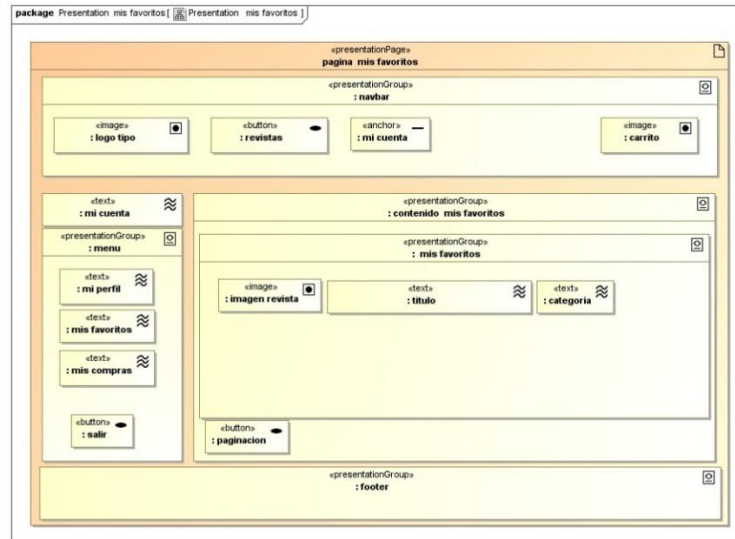 package Presentation mis favoritos [ Presentation mis favoritos ]
«presentationPage»
pagina mis favoritos
«presentationGroup»
: navbar
«image»
: logo tipo
«button»
: revistas
«anchor»
: mi cuenta
«image»
: carrito
«text»
: mi cuenta
«presentationGroup»
: menu
«text»
: mi perfil
«text»
: mis favoritos
«text»
: mis compras
«button»
: salir
«presentationGroup»
: contenido mis favoritos
«presentationGroup»
: mis favoritos
«image»
: imagen revista
«text»
: titulo
«text»
: categoria
«button»
: paginacion
«presentationGroup»
: footer